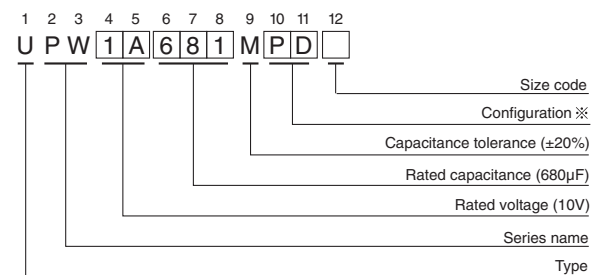 1 2 3 4 5 6 7 8 9 10 11 12
U P W 1 A 6 8 1 M P D
Size code
Configuration ※
Capacitance tolerance (±20%)
Rated capacitance (680µF)
Rated voltage (10V)
Series name
Type